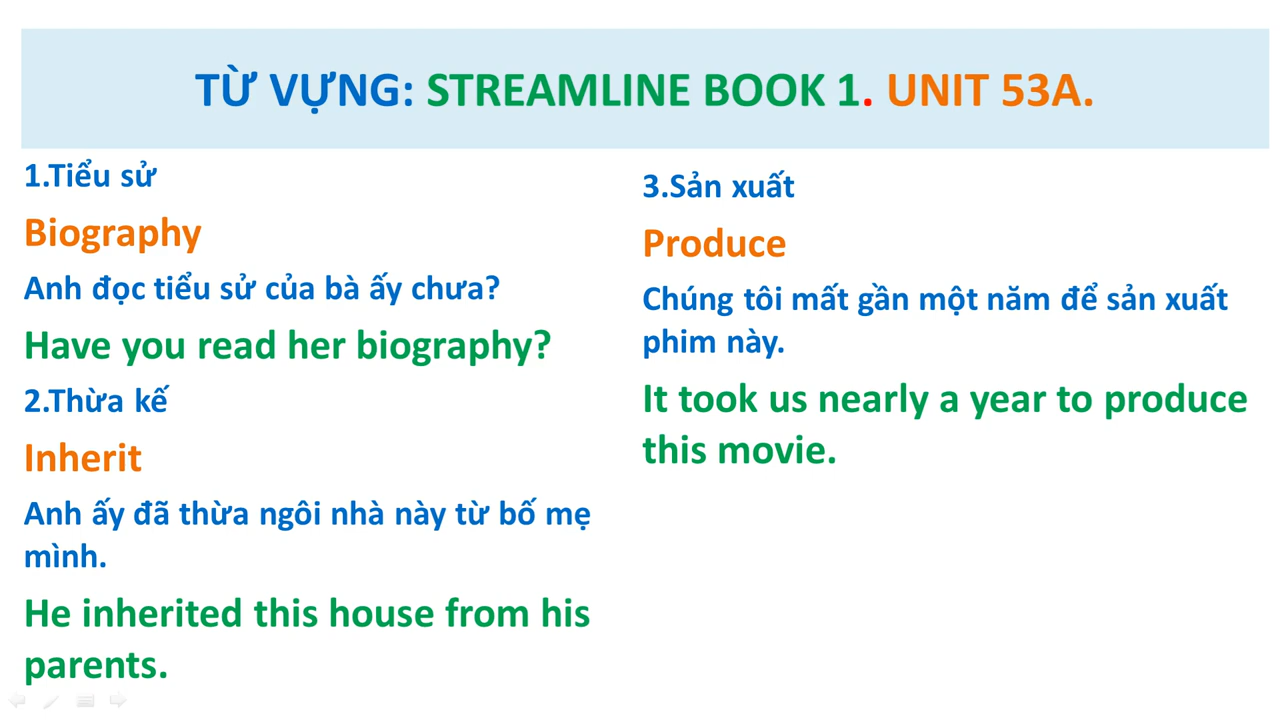 TỪ VỰNG: STREAMLINE BOOK 1. UNIT 53A.
1.Tiểu sử
Biography
Anh đọc tiểu sử của bà ấy chưa?
Have you read her biography?
2.Thừa kế
Inherit
Anh ấy đã thừa ngôi nhà này từ bố mẹ
mình.
He inherited this house from his
parents.
3.Sản xuất
Produce
Chúng tôi mất gần một năm để sản xuất
phim này.
It took us nearly a year to produce
this movie.